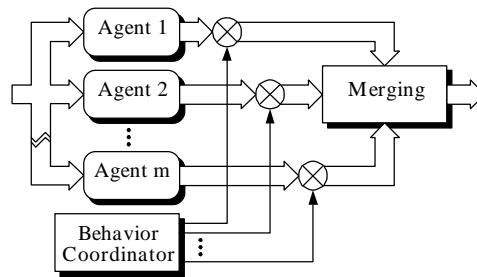 Agent 1
Agent 2
Merging
Agent m
Behavior
Coordinator